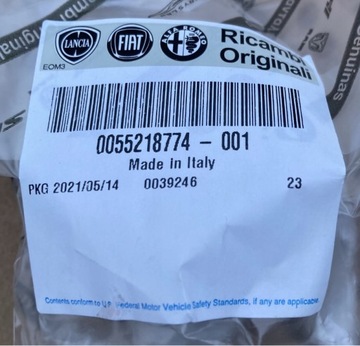 LANCIA FIAT ALFA ROMEO Ricambi
EOM3 Originali
0055218774 - 001
Made in Italy
PKG 2021/05/14 0039246 23
Contents conform to U.S. Federal Motor Vehicle Safety Standards, if any are applicable.